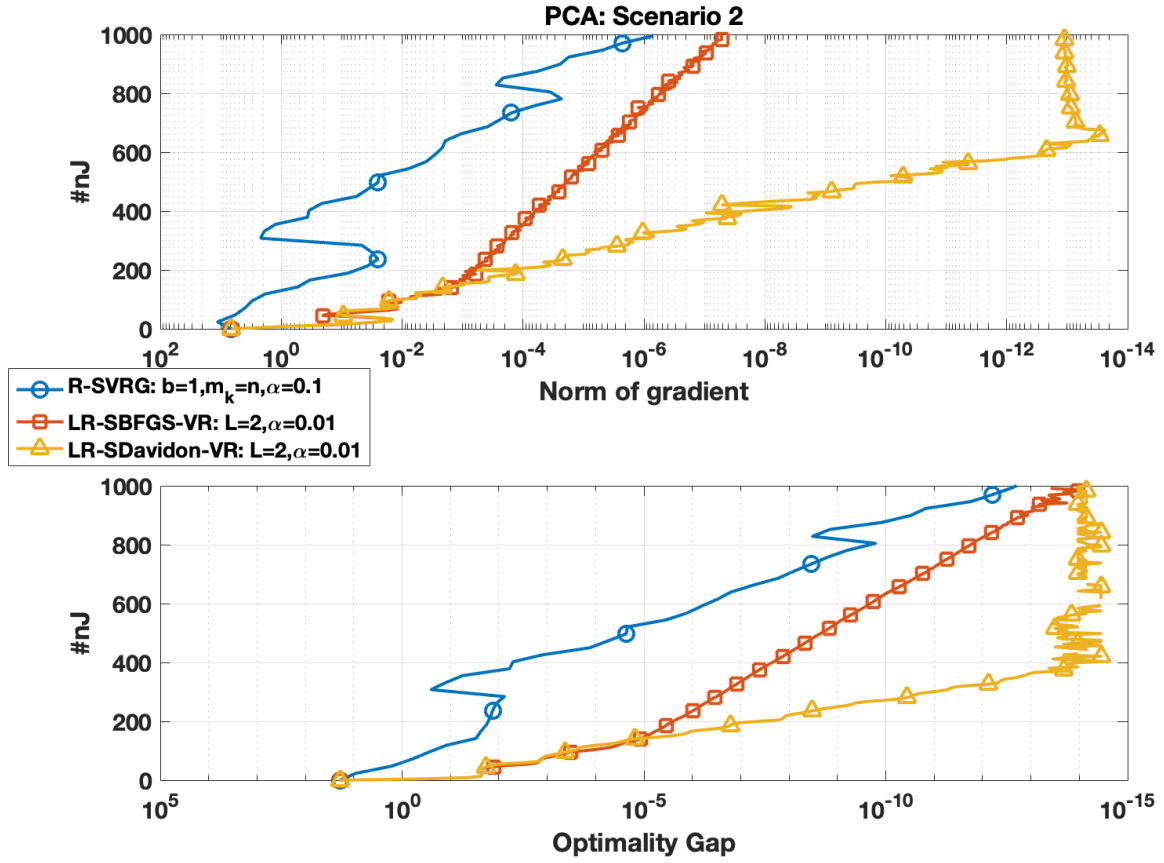 PCA: Scenario 2
1000
800
600
400
200
0
#nJ
10^2 10^0 10^-2 10^-4 10^-6 10^-8 10^-10 10^-12 10^-14
Norm of gradient
R-SVRG: b=1,m_k=n,α=0.1
LR-SBFGS-VR: L=2,α=0.01
LR-SDavidon-VR: L=2,α=0.01
1000
800
600
400
200
0
#nJ
10^5 10^0 10^-5 10^-10 10^-15
Optimality Gap